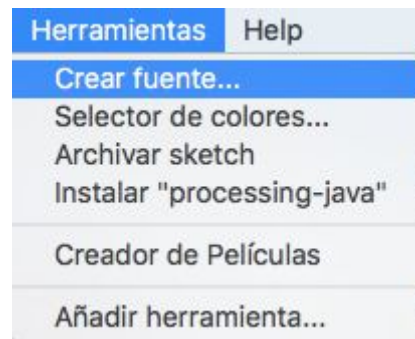 Herramientas Help
Crear fuente...
Selector de colores...
Archivar sketch
Instalar "processing-java"
Creador de Películas
Añadir herramienta...